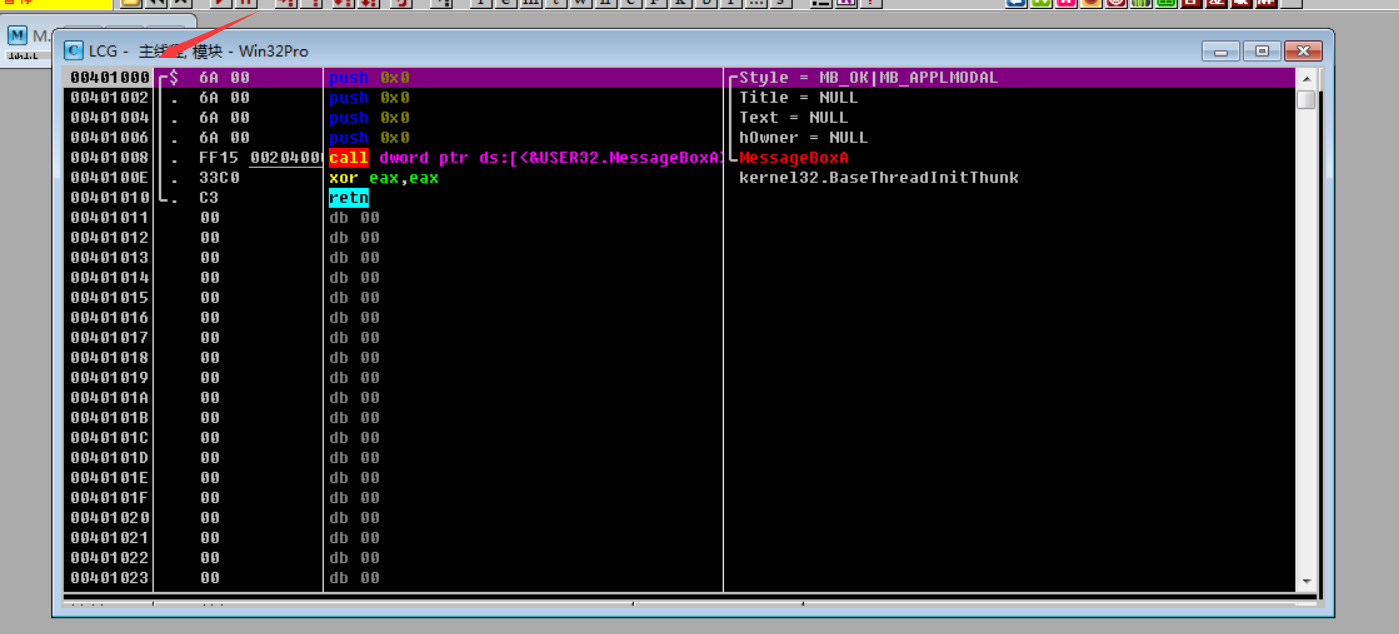 M M.
C LCG - 主线程, 模块 - Win32Pro
00401000 $ 6A 00 push 0x0 Style = MB_OK|MB_APPLMODAL
00401002 . 6A 00 push 0x0 Title = NULL
00401004 . 6A 00 push 0x0 Text = NULL
00401006 . 6A 00 push 0x0 hOwner = NULL
00401008 . FF15 0020400 call dword ptr ds:[<&USER32.MessageBoxA> MessageBoxA
0040100E . 33C0 xor eax,eax kernel32.BaseThreadInitThunk
00401010 . C3 retn
00401011 00 db 00
00401012 00 db 00
00401013 00 db 00
00401014 00 db 00
00401015 00 db 00
00401016 00 db 00
00401017 00 db 00
00401018 00 db 00
00401019 00 db 00
0040101A 00 db 00
0040101B 00 db 00
0040101C 00 db 00
0040101D 00 db 00
0040101E 00 db 00
0040101F 00 db 00
00401020 00 db 00
00401021 00 db 00
00401022 00 db 00
00401023 00 db 00